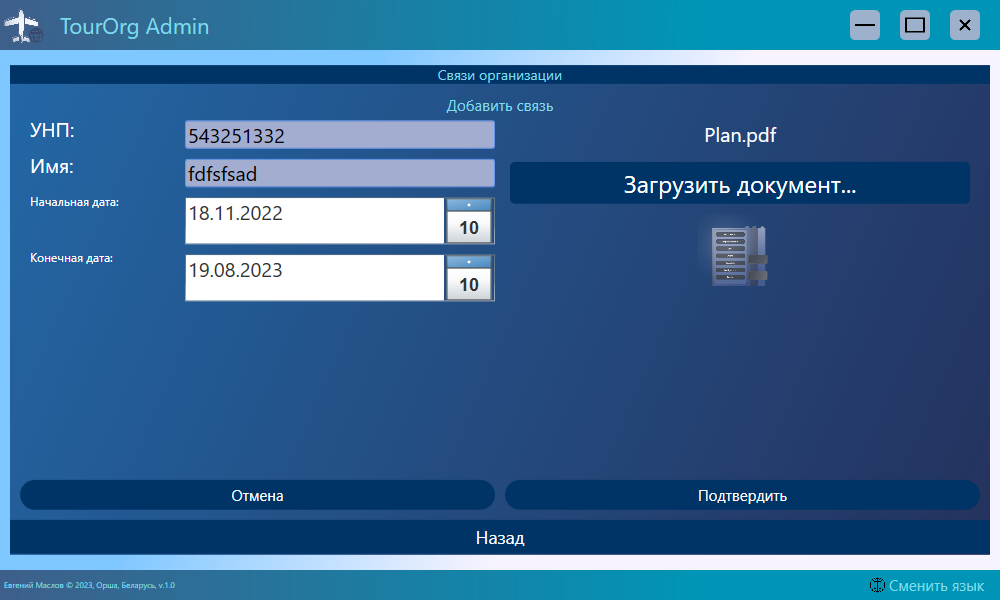 TourOrg Admin
Связи организации
Добавить связь
УНП:
543251332
Имя:
fdfsfsad
Начальная дата:
18.11.2022
10
Конечная дата:
19.08.2023
10
Plan.pdf
Загрузить документ...
Отмена
Подтвердить
Назад
Евгений Маслов © 2023, Орша, Беларусь, v.1.0
Сменить язык